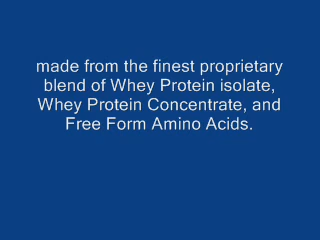 made from the finest proprietary
blend of Whey Protein isolate,
Whey Protein Concentrate, and
Free Form Amino Acids.